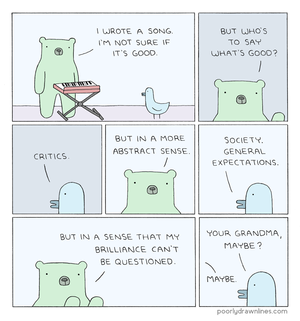 I WROTE A SONG.
I'M NOT SURE IF
IT'S GOOD.
BUT WHO'S
TO SAY
WHAT'S GOOD?
CRITICS.
BUT IN A MORE
ABSTRACT SENSE.
SOCIETY.
GENERAL
EXPECTATIONS.
BUT IN A SENSE THAT MY
BRILLIANCE CAN'T
BE QUESTIONED.
YOUR GRANDMA,
MAYBE?
MAYBE.
poorlydrawnlines.com